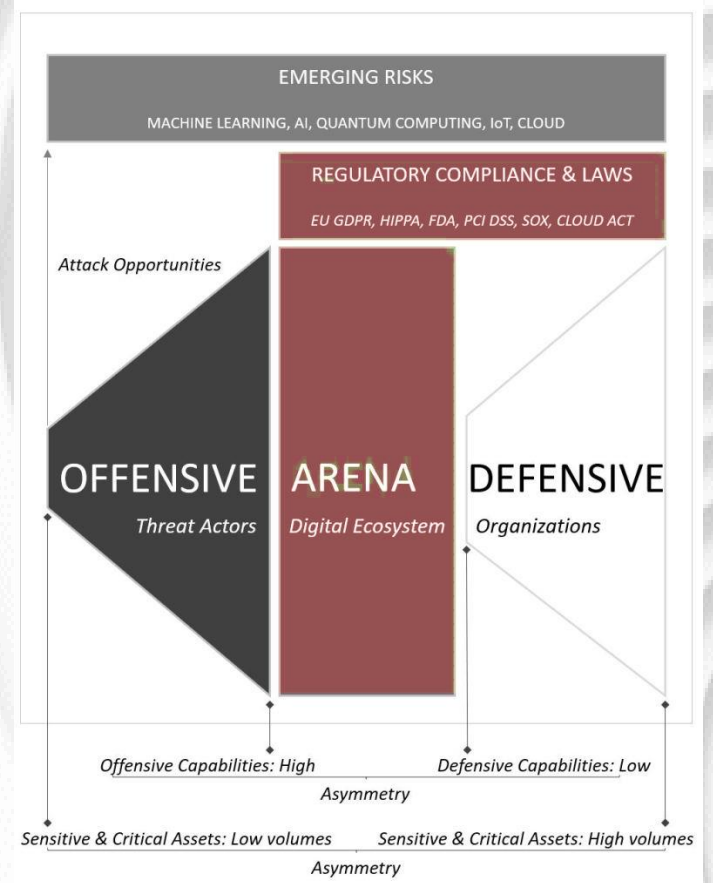 EMERGING RISKS
MACHINE LEARNING, AI, QUANTUM COMPUTING, IoT, CLOUD
REGULATORY COMPLIANCE & LAWS
EU GDPR, HIPPA, FDA, PCI DSS, SOX, CLOUD ACT
Attack Opportunities
OFFENSIVE
Threat Actors
ARENA
Digital Ecosystem
DEFENSIVE
Organizations
Offensive Capabilities: High
Defensive Capabilities: Low
Asymmetry
Sensitive & Critical Assets: Low volumes
Sensitive & Critical Assets: High volumes
Asymmetry